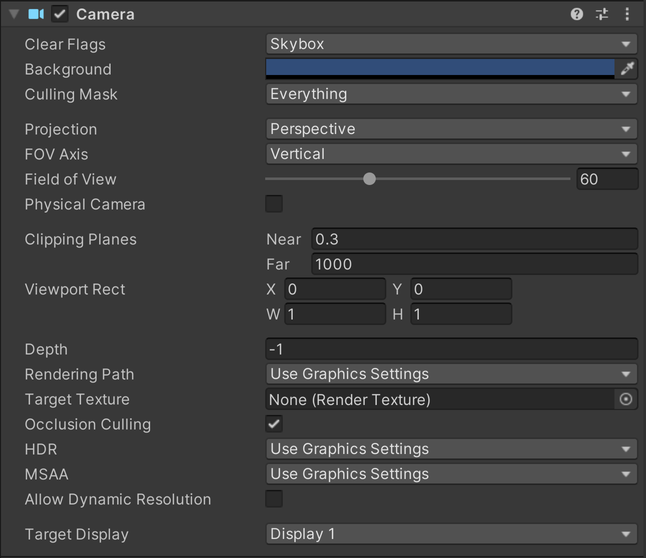 Camera
Clear Flags Skybox
Background
Culling Mask Everything
Projection Perspective
FOV Axis Vertical
Field of View 60
Physical Camera
Clipping Planes Near 0.3
Far 1000
Viewport Rect X 0 Y 0
W 1 H 1
Depth -1
Rendering Path Use Graphics Settings
Target Texture None (Render Texture)
Occlusion Culling
HDR Use Graphics Settings
MSAA Use Graphics Settings
Allow Dynamic Resolution
Target Display Display 1